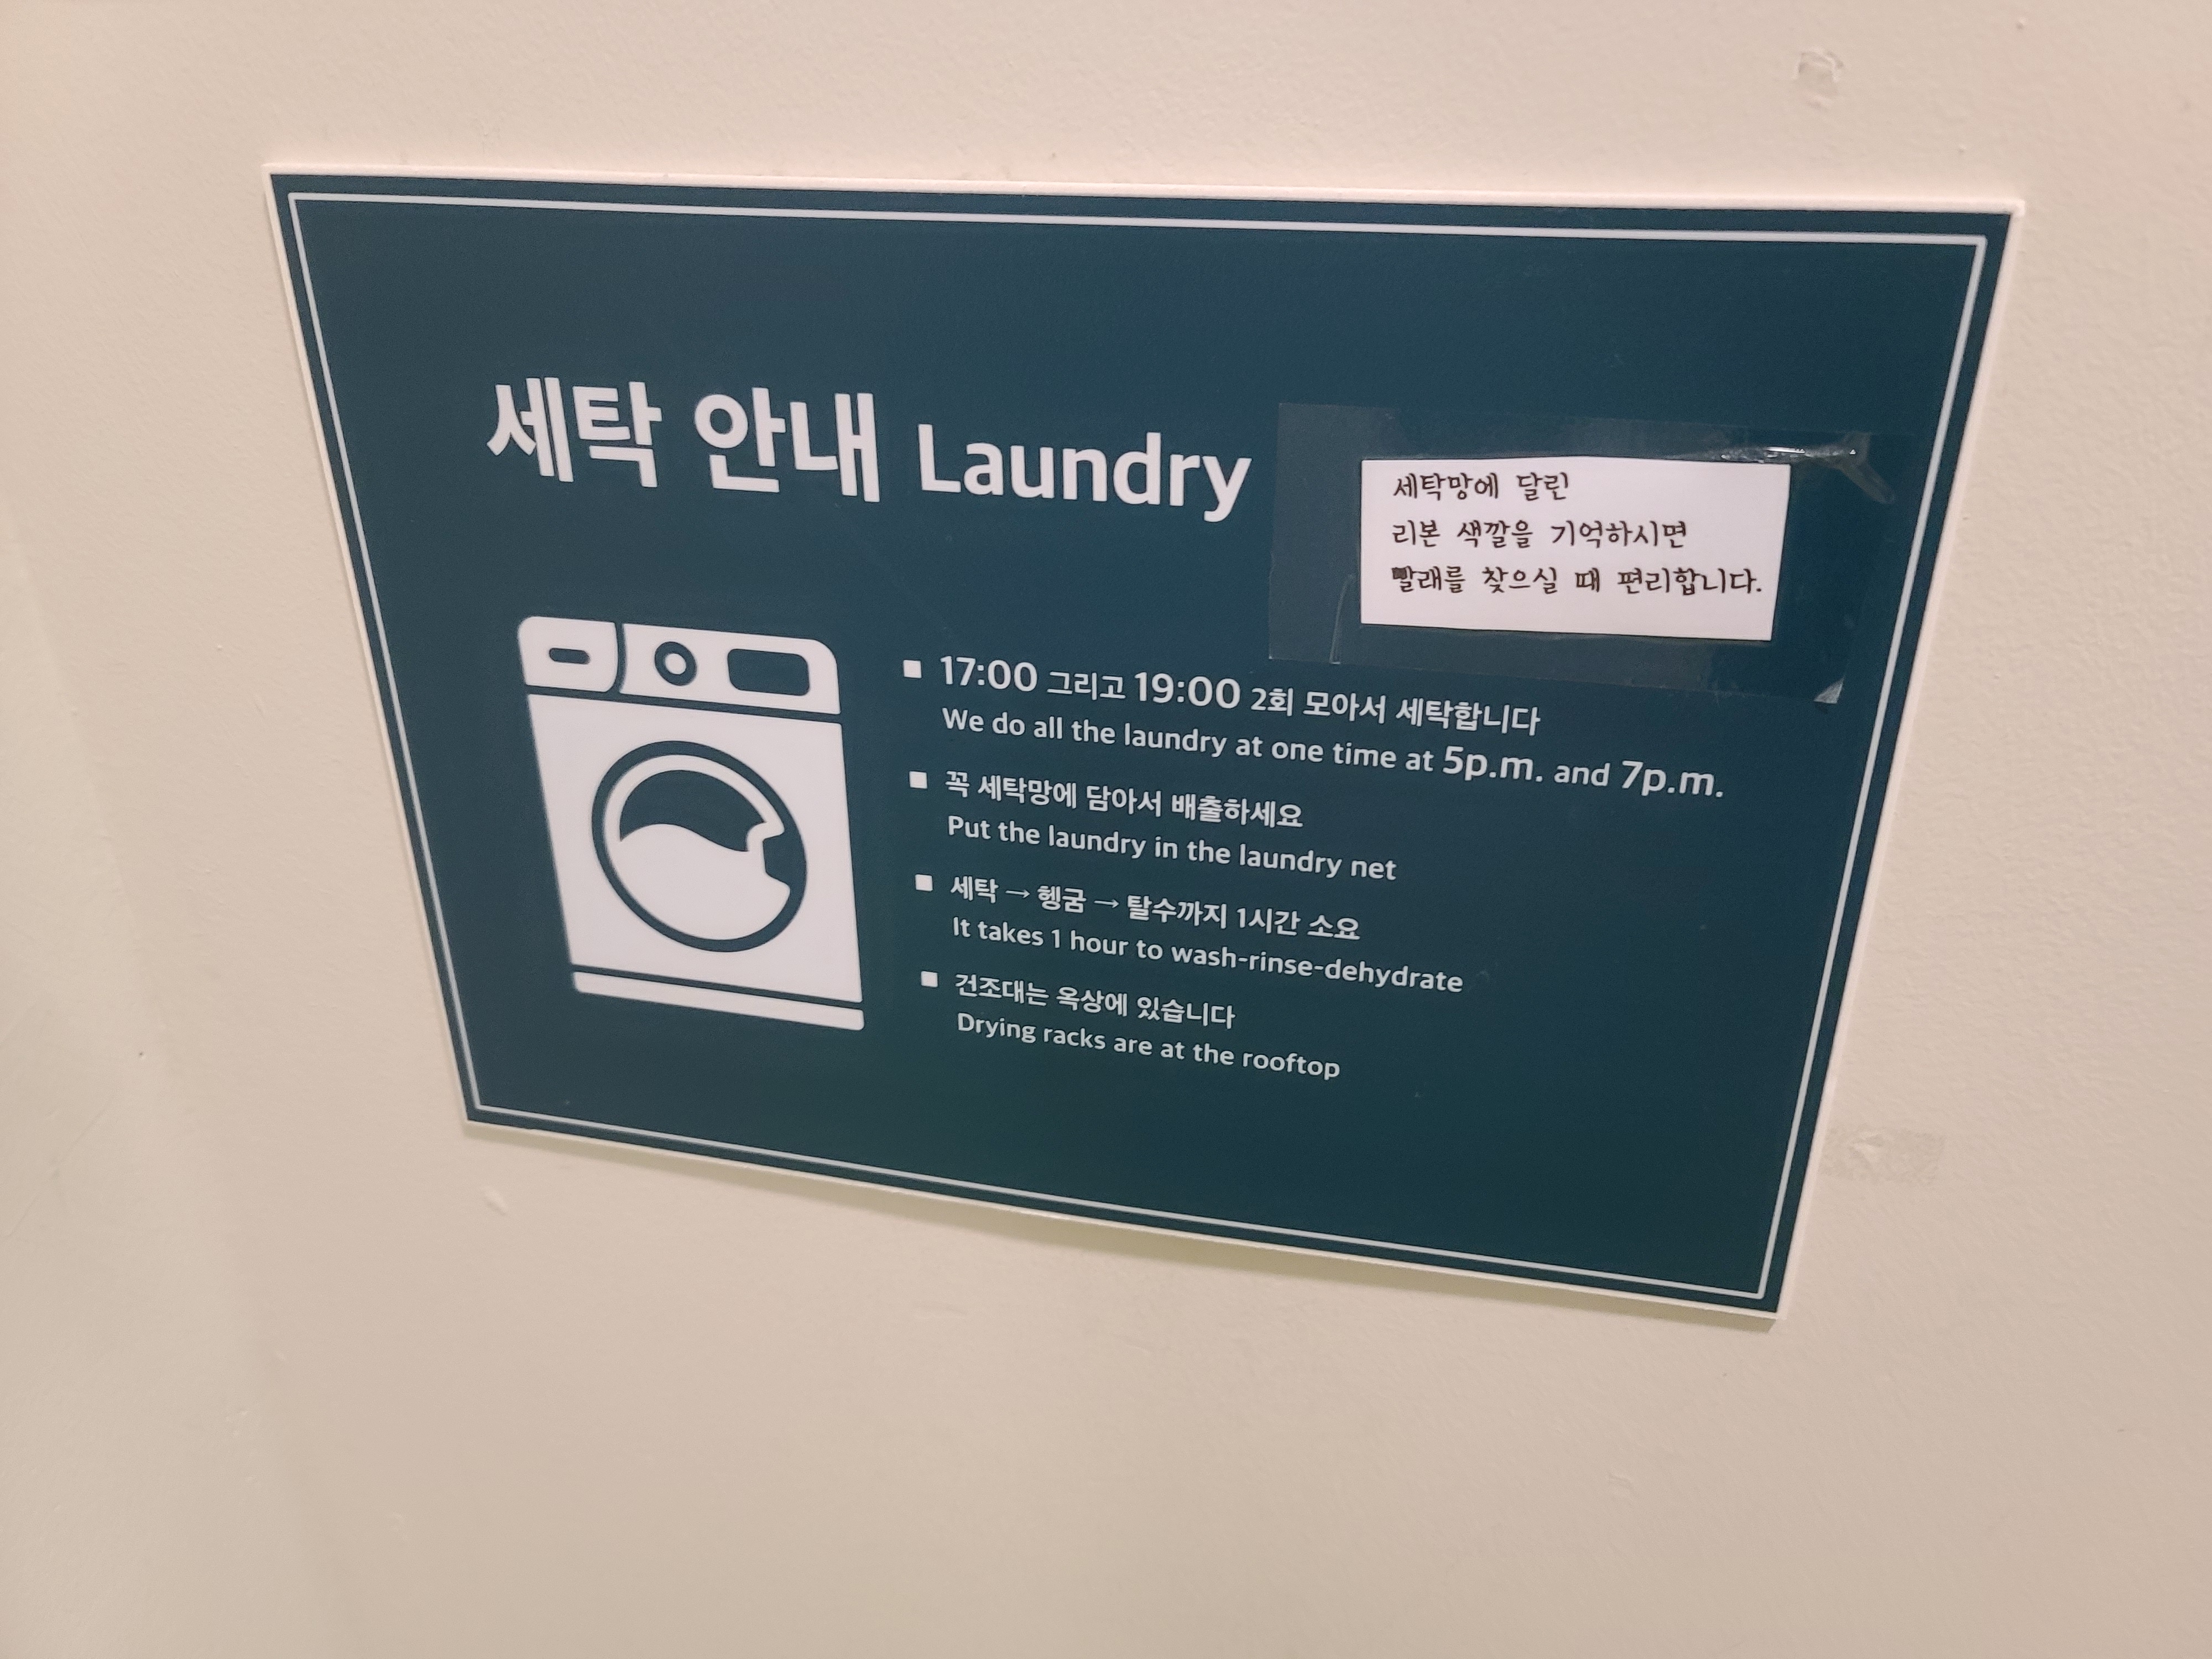 세탁 안내 Laundry
세탁망에 달린
리본 색깔을 기억하시면
빨래를 찾으실 때 편리합니다.
17:00 그리고 19:00 2회 모아서 세탁합니다
We do all the laundry at one time at 5p.m. and 7p.m.
꼭 세탁망에 담아서 배출하세요
Put the laundry in the laundry net
세탁 → 헹굼 → 탈수까지 1시간 소요
It takes 1 hour to wash-rinse-dehydrate
건조대는 옥상에 있습니다
Drying racks are at the rooftop